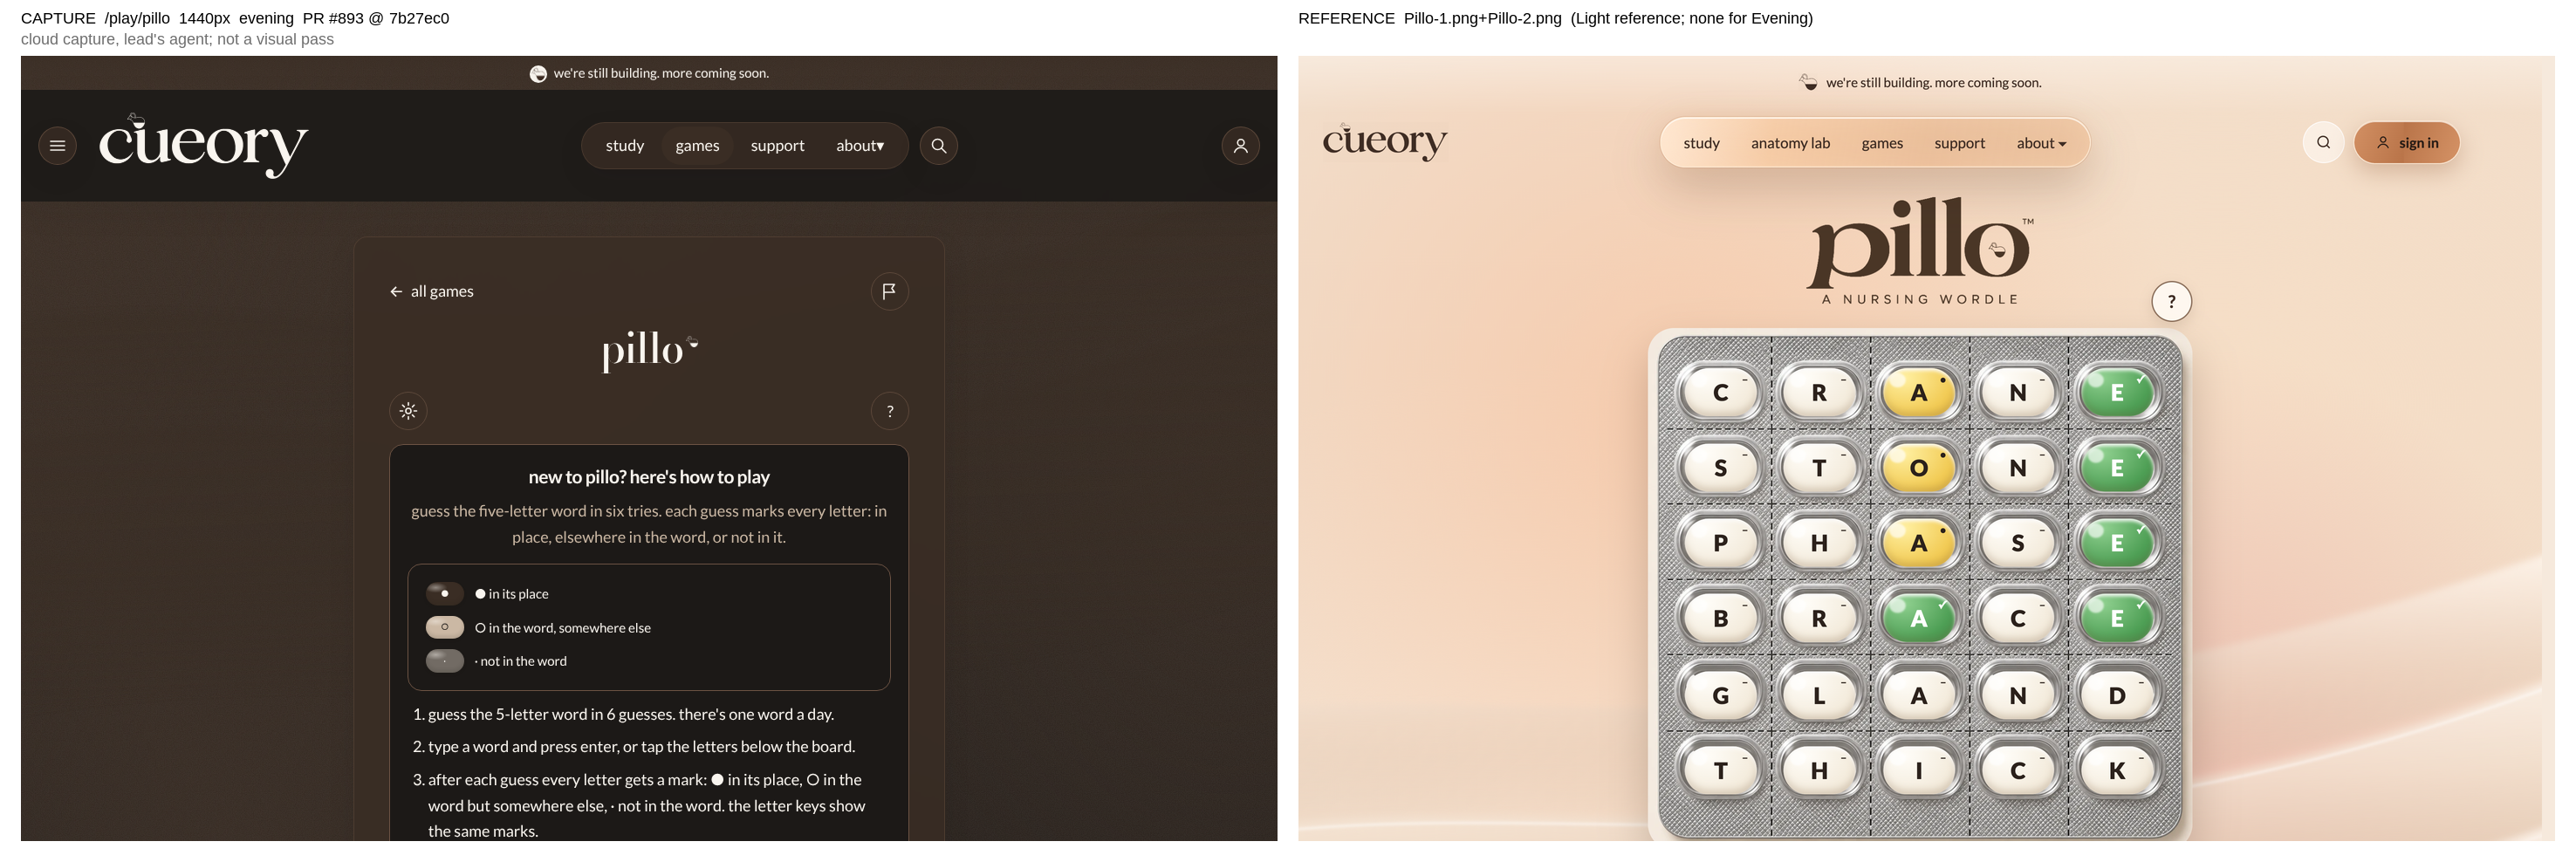 CAPTURE /play/pillo 1440px evening PR #893 @ 7b27ec0
cloud capture, lead's agent; not a visual pass
we're still building. more coming soon.
cueory
study games support about▾
← all games
pillo
?
new to pillo? here's how to play
guess the five-letter word in six tries. each guess marks every letter: in
place, elsewhere in the word, or not in it.
● in its place
○ in the word, somewhere else
· not in the word
1. guess the 5-letter word in 6 guesses. there's one word a day.
2. type a word and press enter, or tap the letters below the board.
3. after each guess every letter gets a mark: ● in its place, ○ in the
word but somewhere else, · not in the word. the letter keys show
the same marks.
REFERENCE Pillo-1.png+Pillo-2.png (Light reference; none for Evening)
we're still building. more coming soon.
cueory
study anatomy lab games support about ▾
sign in
pillo™
A NURSING WORDLE
?
C R A N E
S T O N E
P H A S E
B R A C E
G L A N D
T H I C K